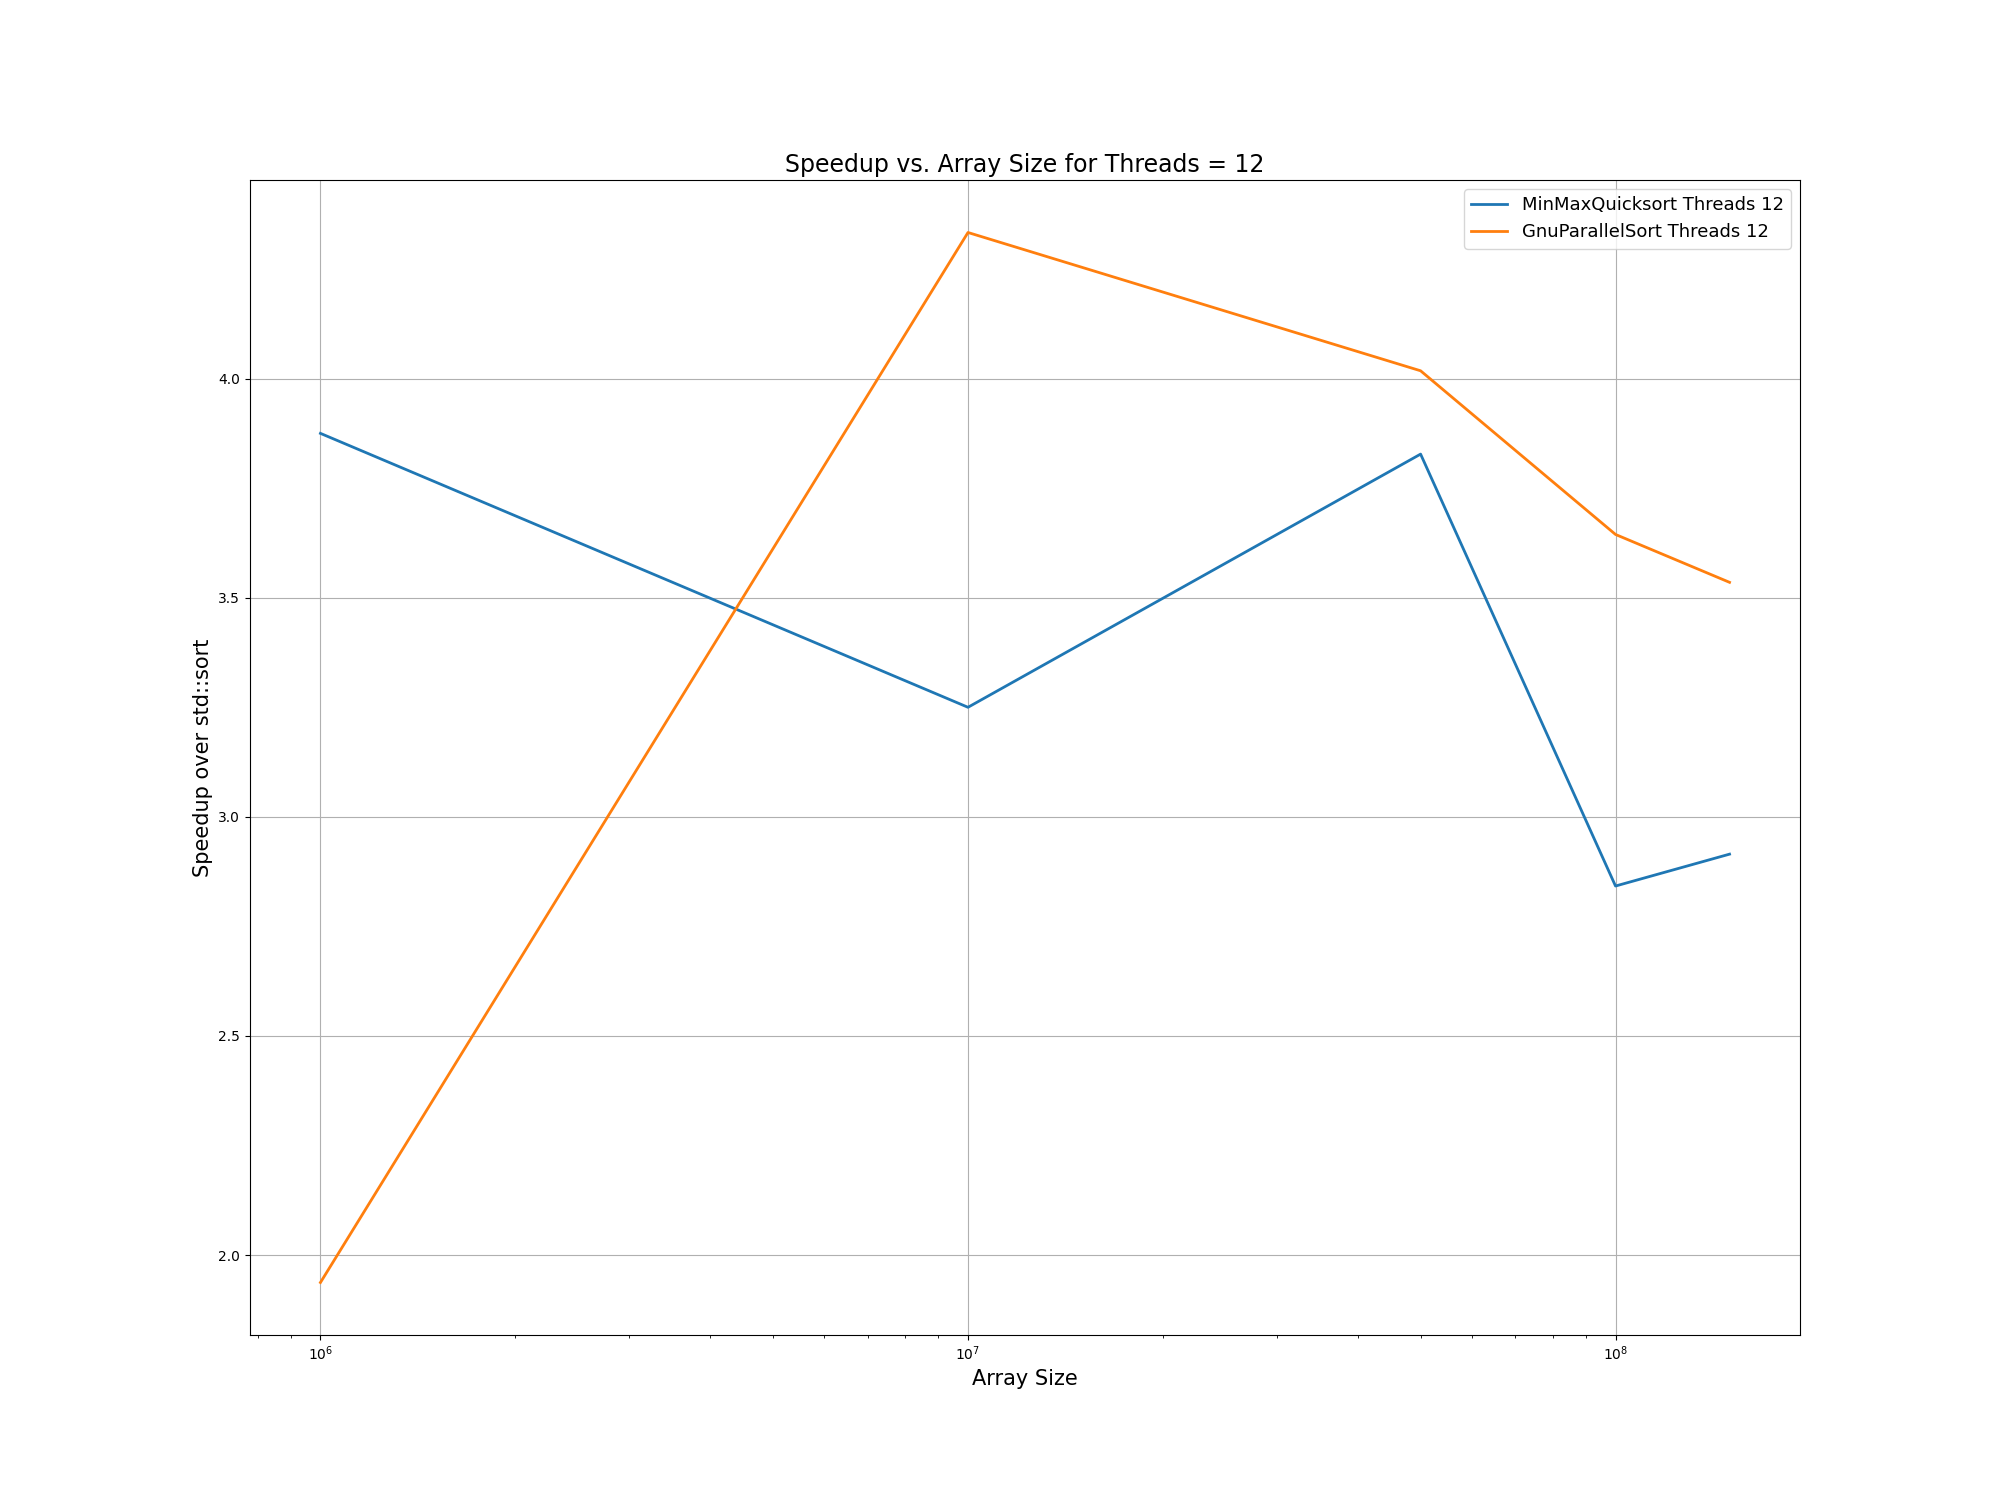 Speedup vs. Array Size for Threads = 12
MinMaxQuicksort Threads 12
GnuParallelSort Threads 12
Speedup over std::sort
4.0
3.5
3.0
2.5
2.0
10⁶
10⁷
10⁸
Array Size